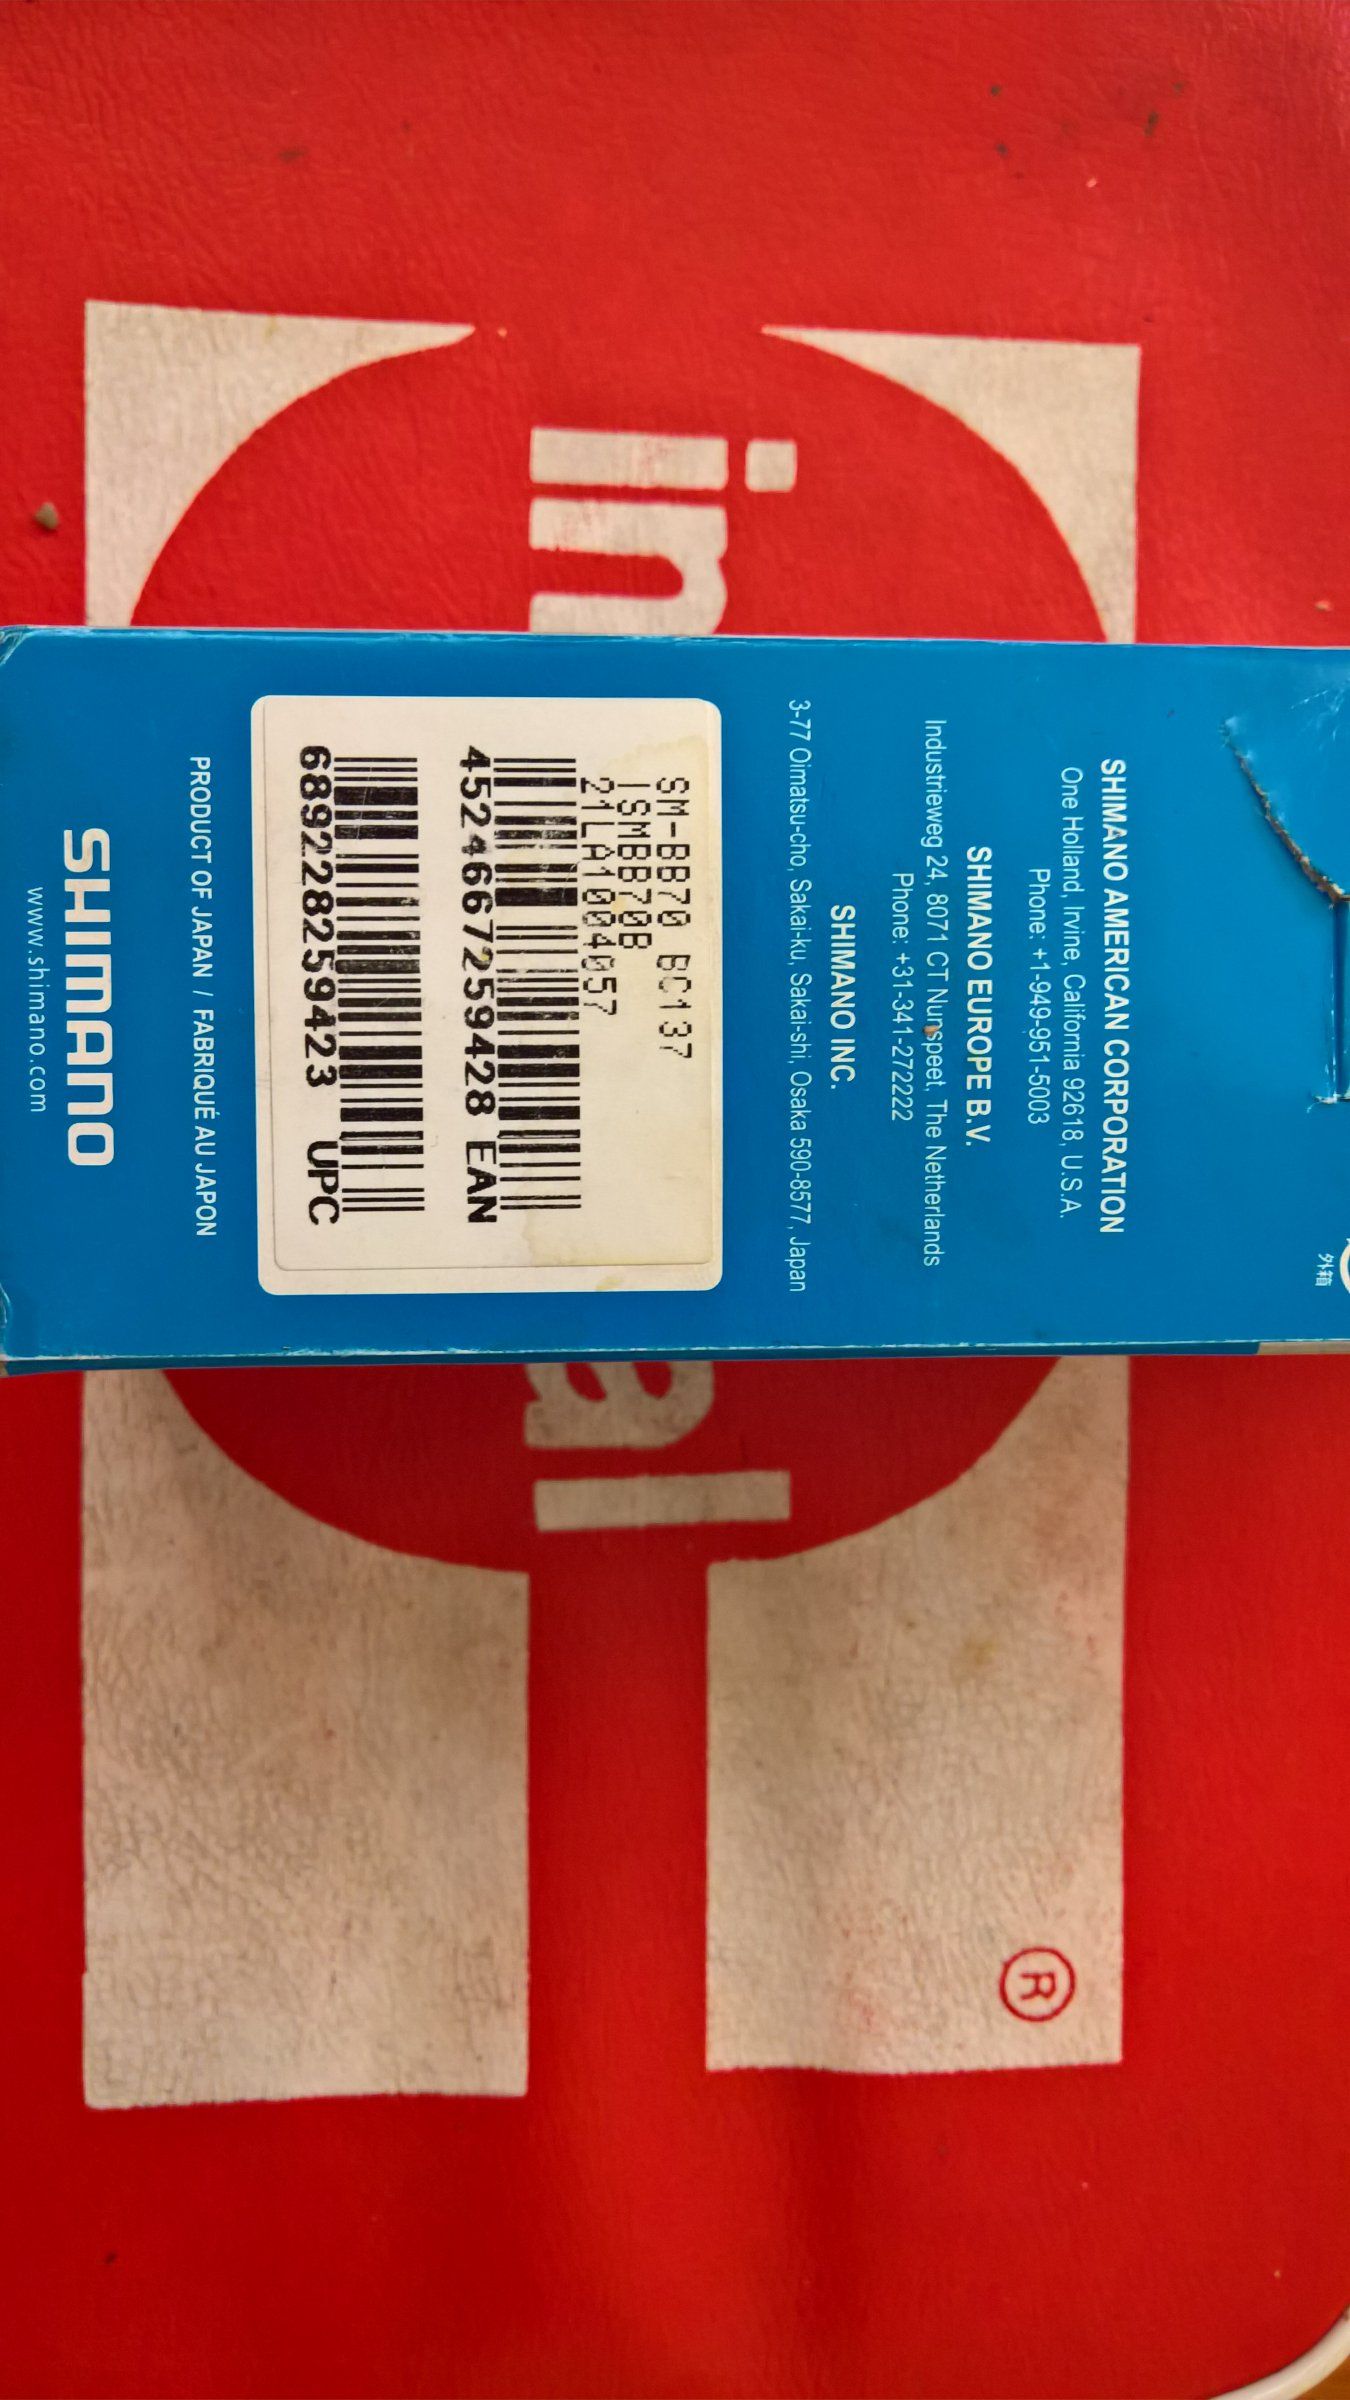 外箱
SHIMANO AMERICAN CORPORATION
One Holland, Irvine, California 92618, U.S.A.
Phone: +1-949-951-5003
SHIMANO EUROPE B.V.
Industrieweg 24, 8071 CT Nunspeet, The Netherlands
Phone: +31-341-272222
SHIMANO INC.
3-77 Oimatsu-cho, Sakai-ku, Sakai-shi, Osaka 590-8577, Japan
SM-BB70 BC137
ISMBB70B
21LA1004057
4524667259428 EAN
689228259423 UPC
PRODUCT OF JAPAN / FABRIQUÉ AU JAPON
SHIMANO
www.shimano.com
in
al
®